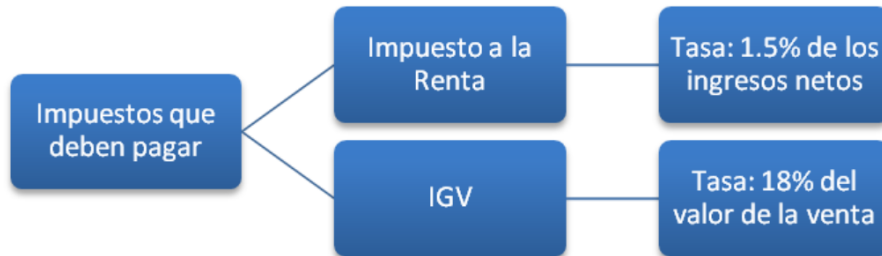 Impuestos que
deben pagar
Impuesto a la
Renta
Tasa: 1.5% de los
ingresos netos
IGV
Tasa: 18% del
valor de la venta